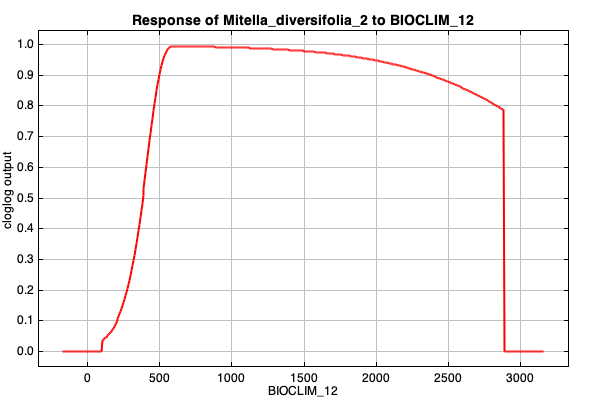 Response of Mitella_diversifolia_2 to BIOCLIM_12
1.0
0.9
0.8
0.7
0.6
0.5
0.4
0.3
0.2
0.1
0.0
cloglog output
0 500 1000 1500 2000 2500 3000
BIOCLIM_12